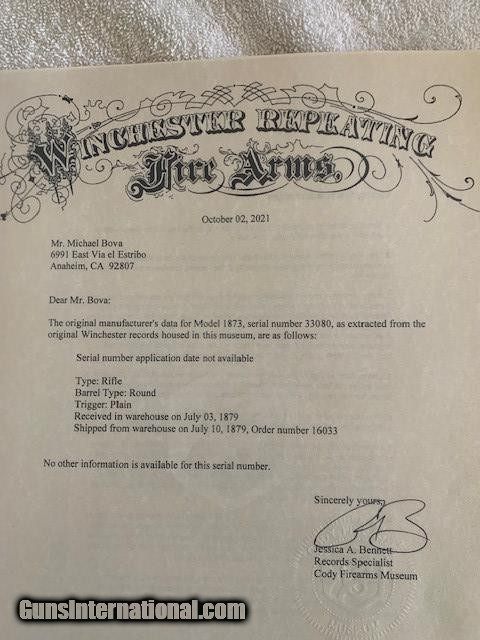 WINCHESTER REPEATING
Fire Arms.
October 02, 2021
Mr. Michael Bova
6991 East Via el Estribo
Anaheim, CA 92807
Dear Mr. Bova:
The original manufacturer's data for Model 1873, serial number 33080, as extracted from the
original Winchester records housed in this museum, are as follows:
Serial number application date not available
Type: Rifle
Barrel Type: Round
Trigger: Plain
Received in warehouse on July 03, 1879
Shipped from warehouse on July 10, 1879, Order number 16033
No other information is available for this serial number.
Sincerely yours,
Jessica A. Bennett
Records Specialist
Cody Firearms Museum
GunsInternational.com